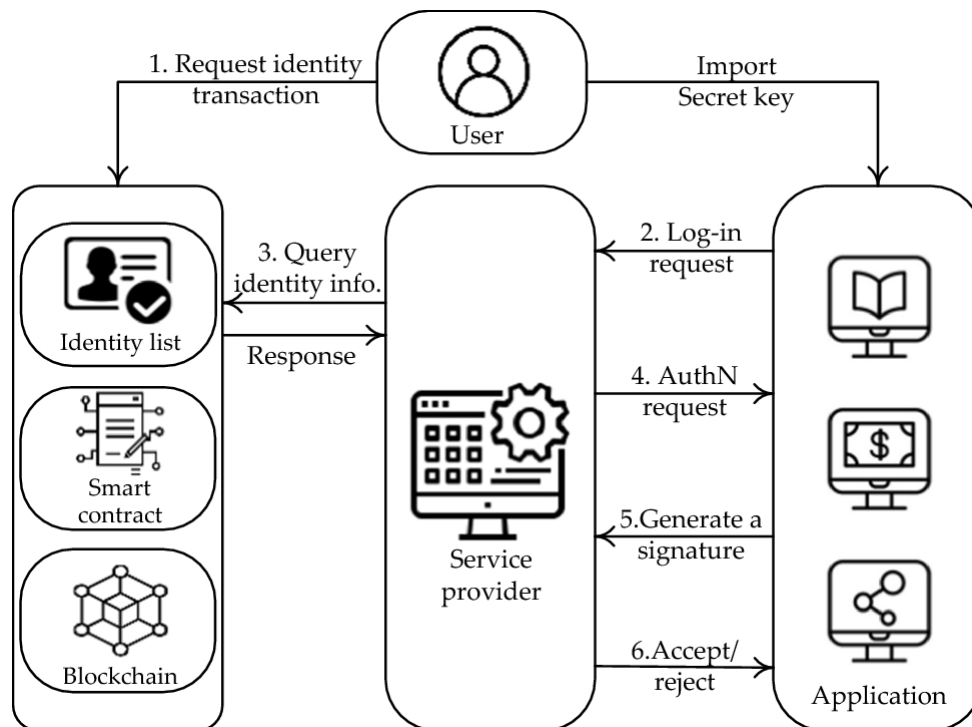 1. Request identity
transaction
Import
Secret key
User
3. Query
identity info.
Response
Identity list
Smart
contract
Blockchain
Service
provider
2. Log-in
request
4. AuthN
request
5.Generate a
signature
6.Accept/
reject
$
Application